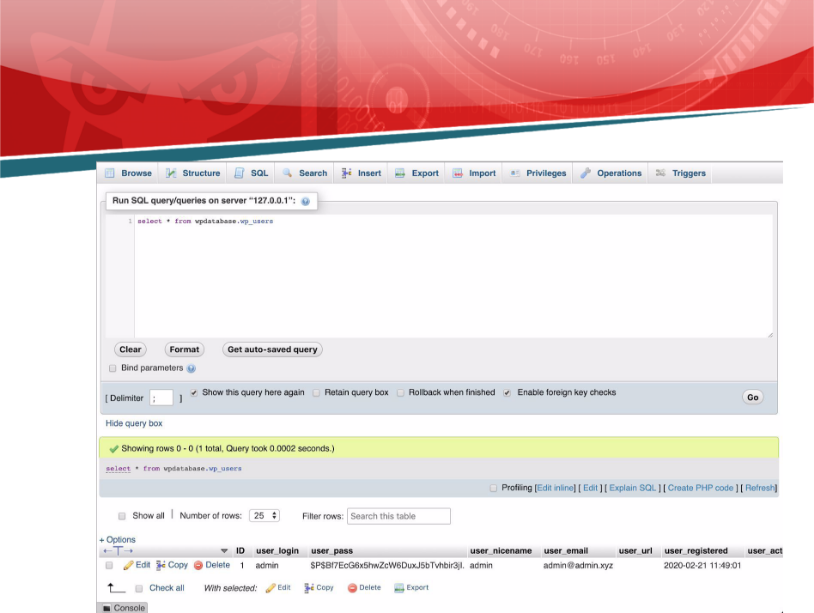 Browse Structure SQL Search Insert Export Import Privileges Operations Triggers
Run SQL query/queries on server "127.0.0.1":
1 select * from wpdatabase.wp_users
Clear Format Get auto-saved query
Bind parameters
[ Delimiter ; ] Show this query here again Retain query box Rollback when finished Enable foreign key checks Go
Hide query box
Showing rows 0 - 0 (1 total, Query took 0.0002 seconds.)
select * from wpdatabase.wp_users
Profiling [Edit inline] [ Edit ] [ Explain SQL ] [ Create PHP code ] [ Refresh]
Show all Number of rows: 25 Filter rows: Search this table
+ Options
ID user_login user_pass user_nicename user_email user_url user_registered user_act
Edit Copy Delete 1 admin admin admin@admin.xyz 2020-02-21 11:49:01
Check all With selected: Edit Copy Delete Export
Console